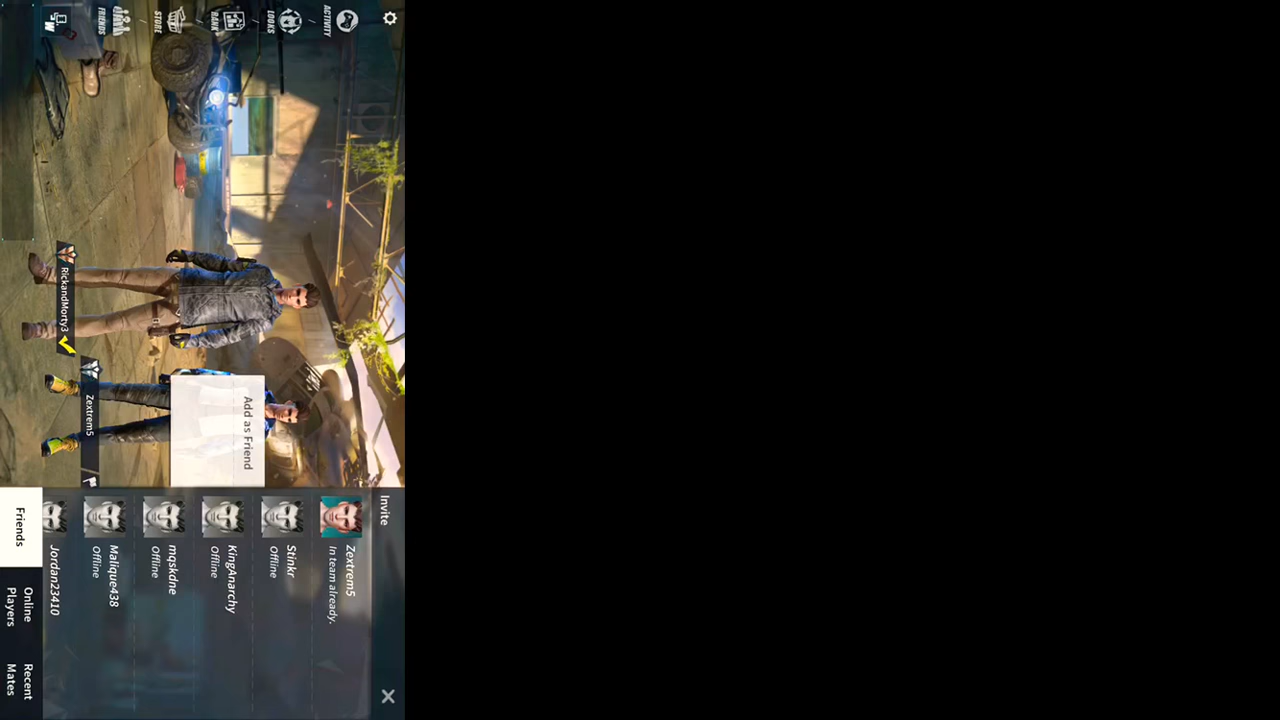 ACTIVITY
LOOKS
RANK
STORE
FRIENDS
RickandMorty3
Zextrem5
Add as Friend
Invite
Zextrem5
In team already.
Stinkr
Offline
KingAnarchy
Offline
mqskdne
Offline
Malique438
Offline
Jordan23410
Friends
Online
Players
Recent
Mates